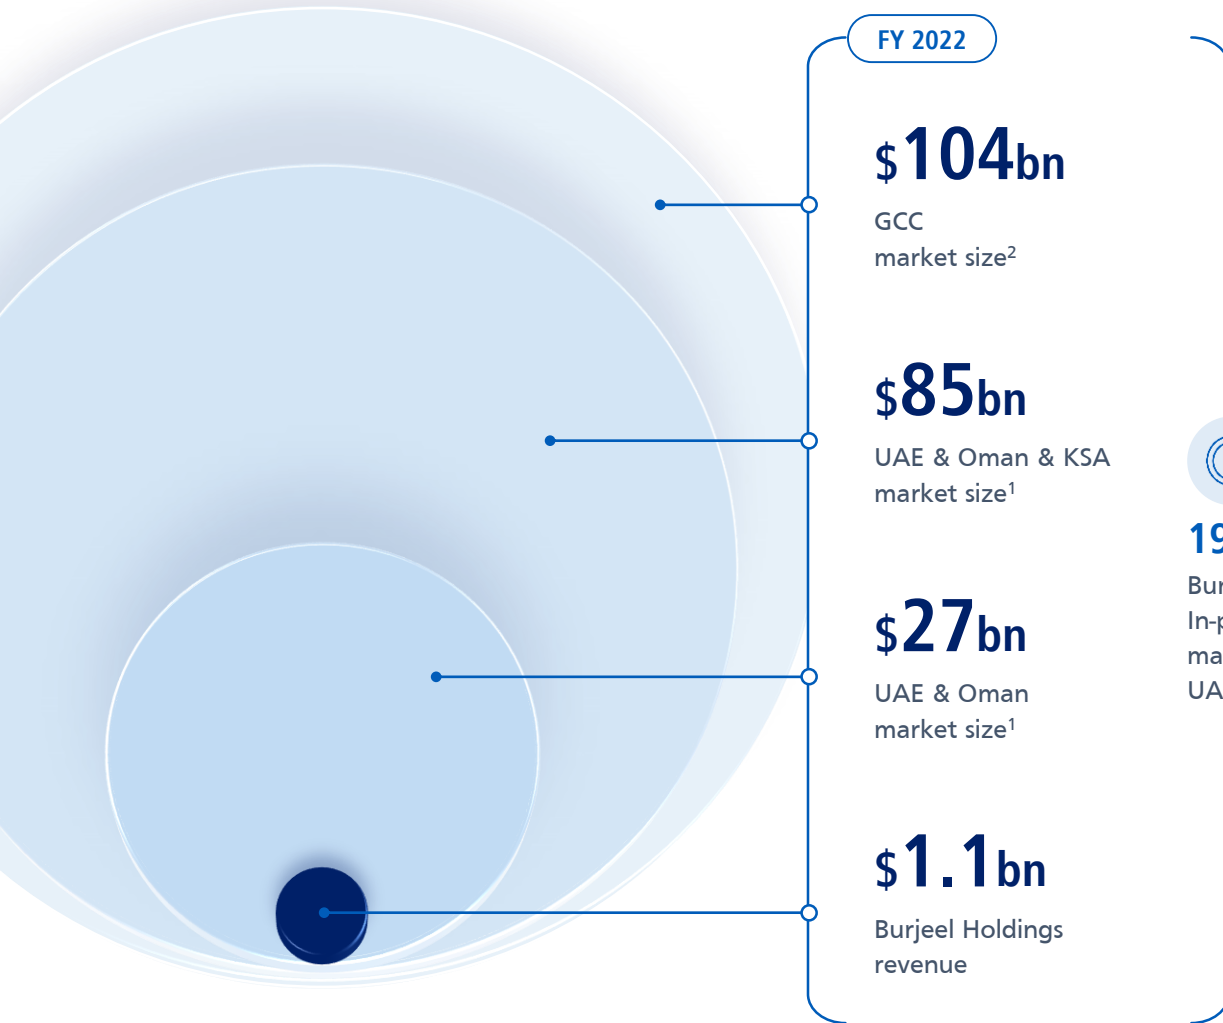 FY 2022
$104bn
GCC
market size²
$85bn
UAE & Oman & KSA
market size¹
$27bn
UAE & Oman
market size¹
$1.1bn
Burjeel Holdings
revenue